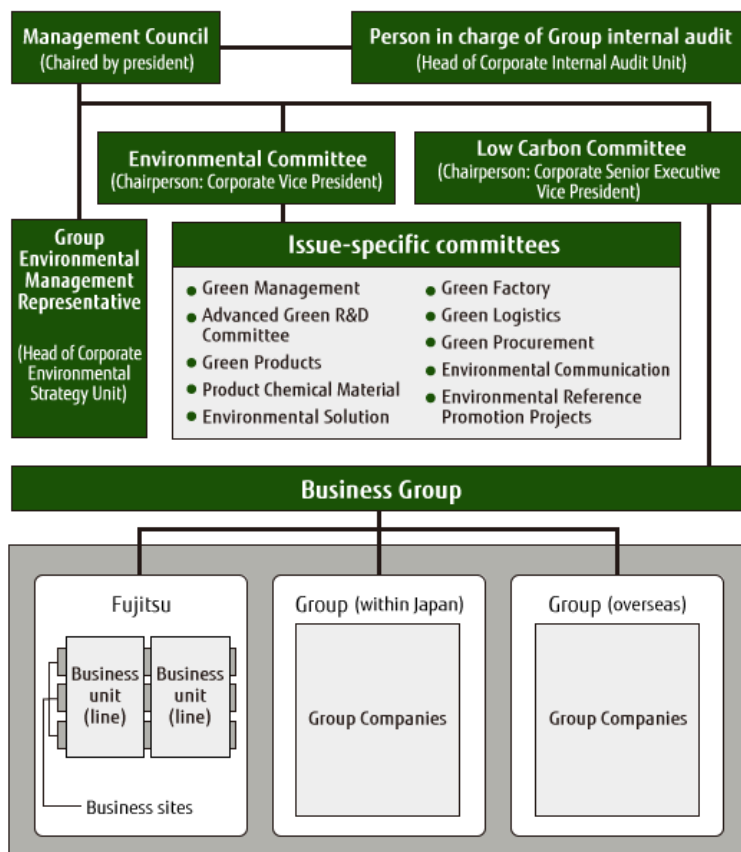 Management Council
(Chaired by president)
Person in charge of Group internal audit
(Head of Corporate Internal Audit Unit)
Environmental Committee
(Chairperson: Corporate Vice President)
Low Carbon Committee
(Chairperson: Corporate Senior Executive
Vice President)
Group
Environmental
Management
Representative
(Head of Corporate
Environmental
Strategy Unit)
Issue-specific committees
● Green Management
● Advanced Green R&D
Committee
● Green Products
● Product Chemical Material
● Environmental Solution
● Green Factory
● Green Logistics
● Green Procurement
● Environmental Communication
● Environmental Reference
Promotion Projects
Business Group
Fujitsu
Business
unit
(line)
Business
unit
(line)
Business sites
Group (within Japan)
Group Companies
Group (overseas)
Group Companies